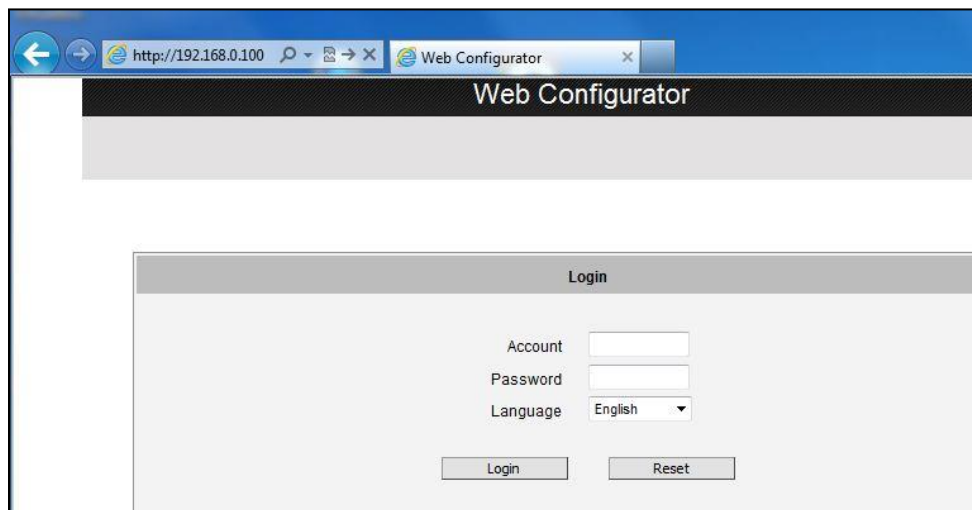 http://192.168.0.100
Web Configurator
Web Configurator
Login
Account
Password
Language English
Login Reset